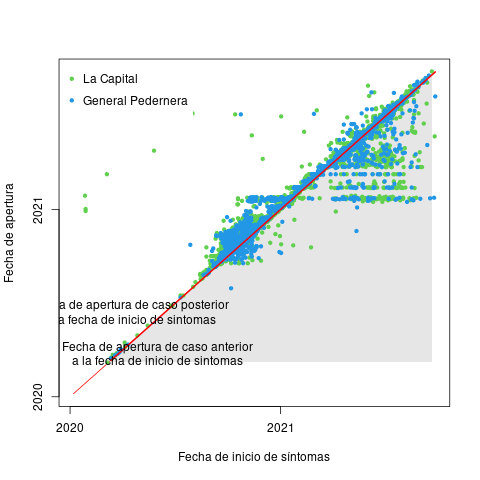 La Capital
General Pedernera
2021
Fecha de apertura
a de apertura de caso posterior
a fecha de inicio de síntomas
Fecha de apertura de caso anterior
a la fecha de inicio de síntomas
2020
2020
2021
Fecha de inicio de síntomas